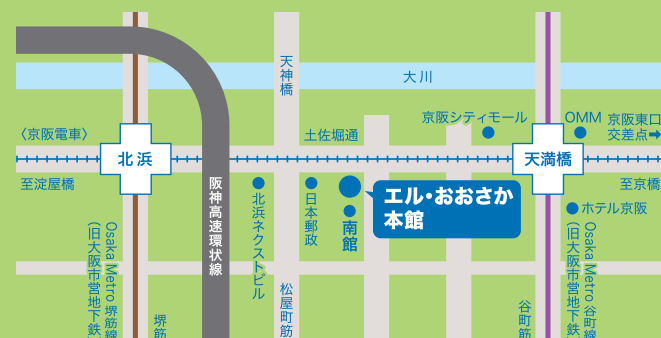 天神橋
大川
京阪シティモール
OMM
京阪東口
交差点➡
〈京阪電車〉
土佐堀通
北浜
天満橋
至淀屋橋
至京橋
阪神高速環状線
北浜ネクストビル
日本郵政
南館
エル・おおさか
本館
ホテル京阪
Osaka Metro 堺筋線
(旧大阪市営地下鉄)
堺筋
松屋町筋
谷町筋
Osaka Metro 谷町線
(旧大阪市営地下鉄)